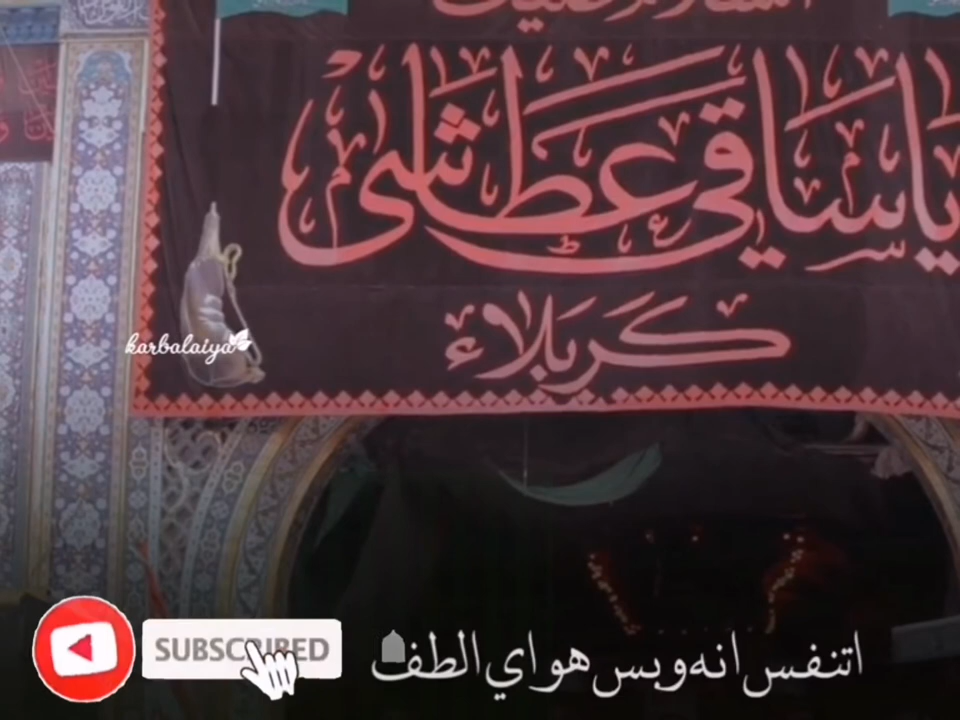 يا ساقي عطاشى
كربلاء
karbalaiya
SUBSCRIBED
اتنفس انه وبس هواي الطف